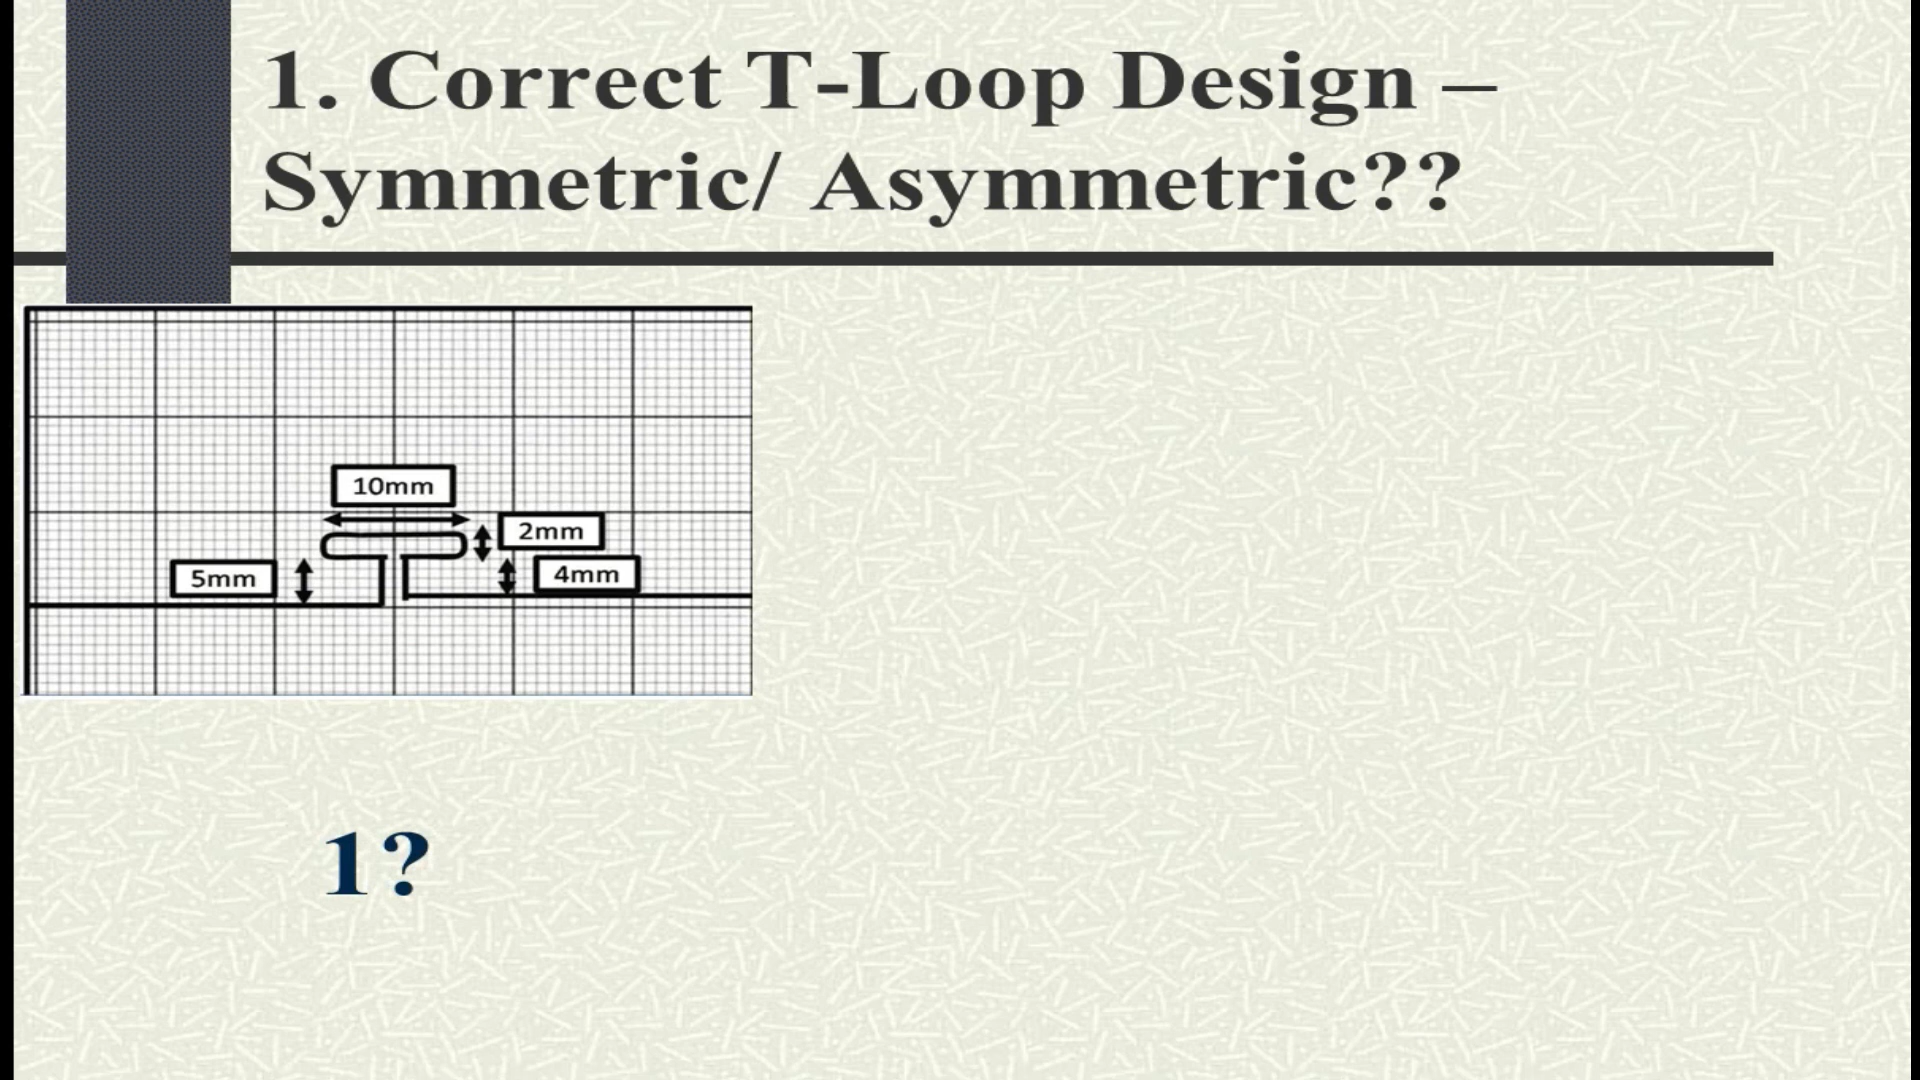 1. Correct T-Loop Design –
Symmetric/ Asymmetric??
10mm
2mm
5mm
4mm
1?